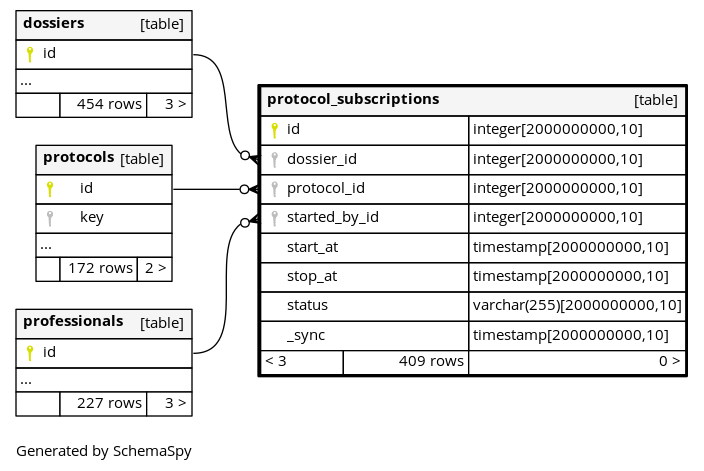 dossiers [table]
id
...
454 rows 3 >
protocols [table]
id
key
...
172 rows 2 >
professionals [table]
id
...
227 rows 3 >
protocol_subscriptions [table]
id integer[2000000000,10]
dossier_id integer[2000000000,10]
protocol_id integer[2000000000,10]
started_by_id integer[2000000000,10]
start_at timestamp[2000000000,10]
stop_at timestamp[2000000000,10]
status varchar(255)[2000000000,10]
_sync timestamp[2000000000,10]
< 3 409 rows 0 >
Generated by SchemaSpy